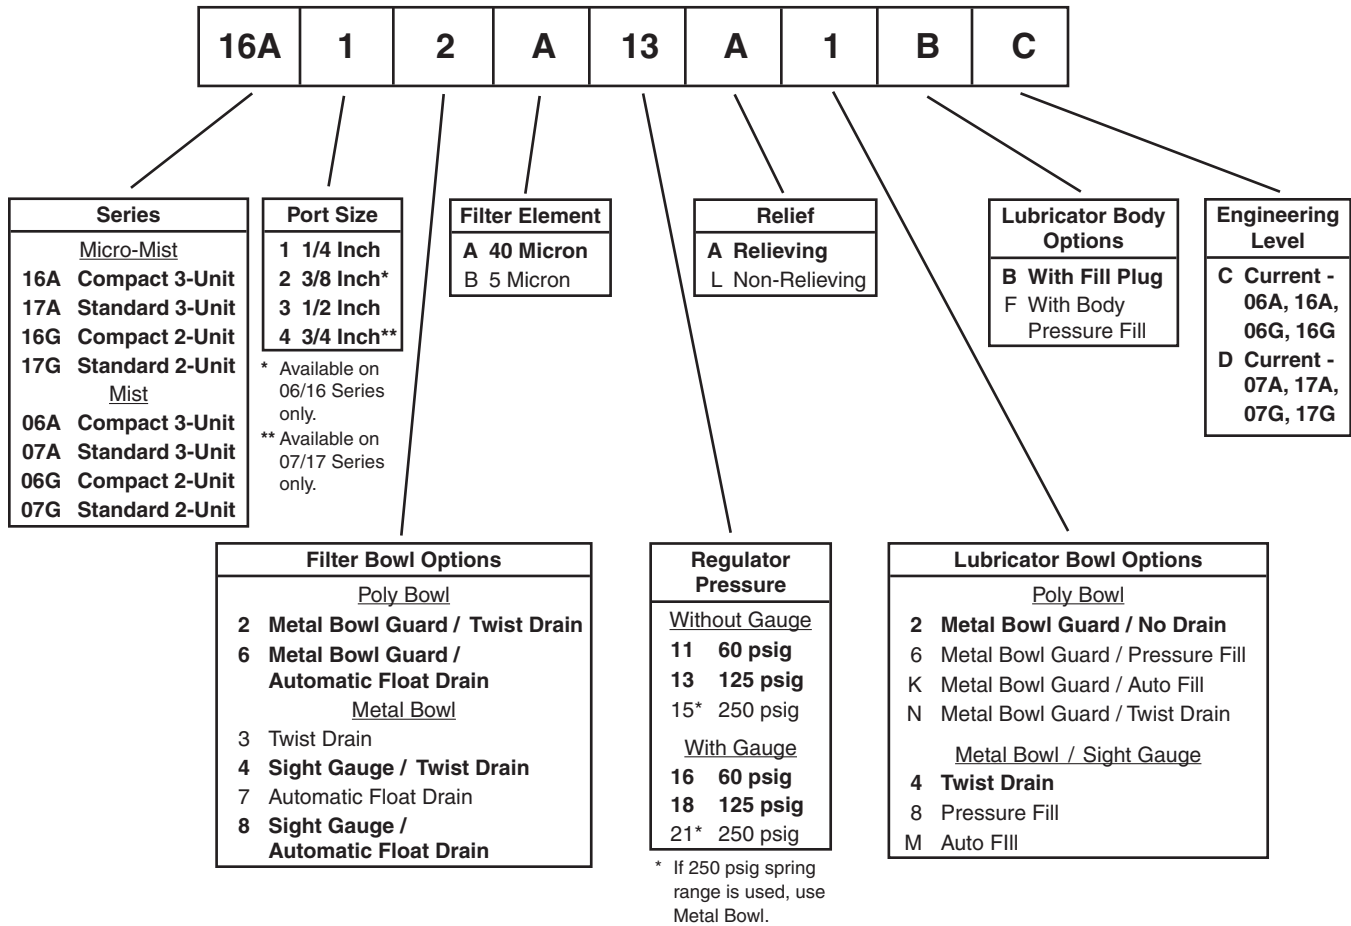 16A 1 2 A 13 A 1 B C
Series
Micro-Mist
16A Compact 3-Unit
17A Standard 3-Unit
16G Compact 2-Unit
17G Standard 2-Unit
Mist
06A Compact 3-Unit
07A Standard 3-Unit
06G Compact 2-Unit
07G Standard 2-Unit
Port Size
1 1/4 Inch
2 3/8 Inch*
3 1/2 Inch
4 3/4 Inch**
* Available on
06/16 Series
only.
** Available on
07/17 Series
only.
Filter Element
A 40 Micron
B 5 Micron
Relief
A Relieving
L Non-Relieving
Lubricator Body
Options
B With Fill Plug
F With Body
Pressure Fill
Engineering
Level
C Current -
06A, 16A,
06G, 16G
D Current -
07A, 17A,
07G, 17G
Filter Bowl Options
Poly Bowl
2 Metal Bowl Guard / Twist Drain
6 Metal Bowl Guard /
Automatic Float Drain
Metal Bowl
3 Twist Drain
4 Sight Gauge / Twist Drain
7 Automatic Float Drain
8 Sight Gauge /
Automatic Float Drain
Regulator
Pressure
Without Gauge
11 60 psig
13 125 psig
15* 250 psig
With Gauge
16 60 psig
18 125 psig
21* 250 psig
* If 250 psig spring
range is used, use
Metal Bowl.
Lubricator Bowl Options
Poly Bowl
2 Metal Bowl Guard / No Drain
6 Metal Bowl Guard / Pressure Fill
K Metal Bowl Guard / Auto Fill
N Metal Bowl Guard / Twist Drain
Metal Bowl / Sight Gauge
4 Twist Drain
8 Pressure Fill
M Auto FIll